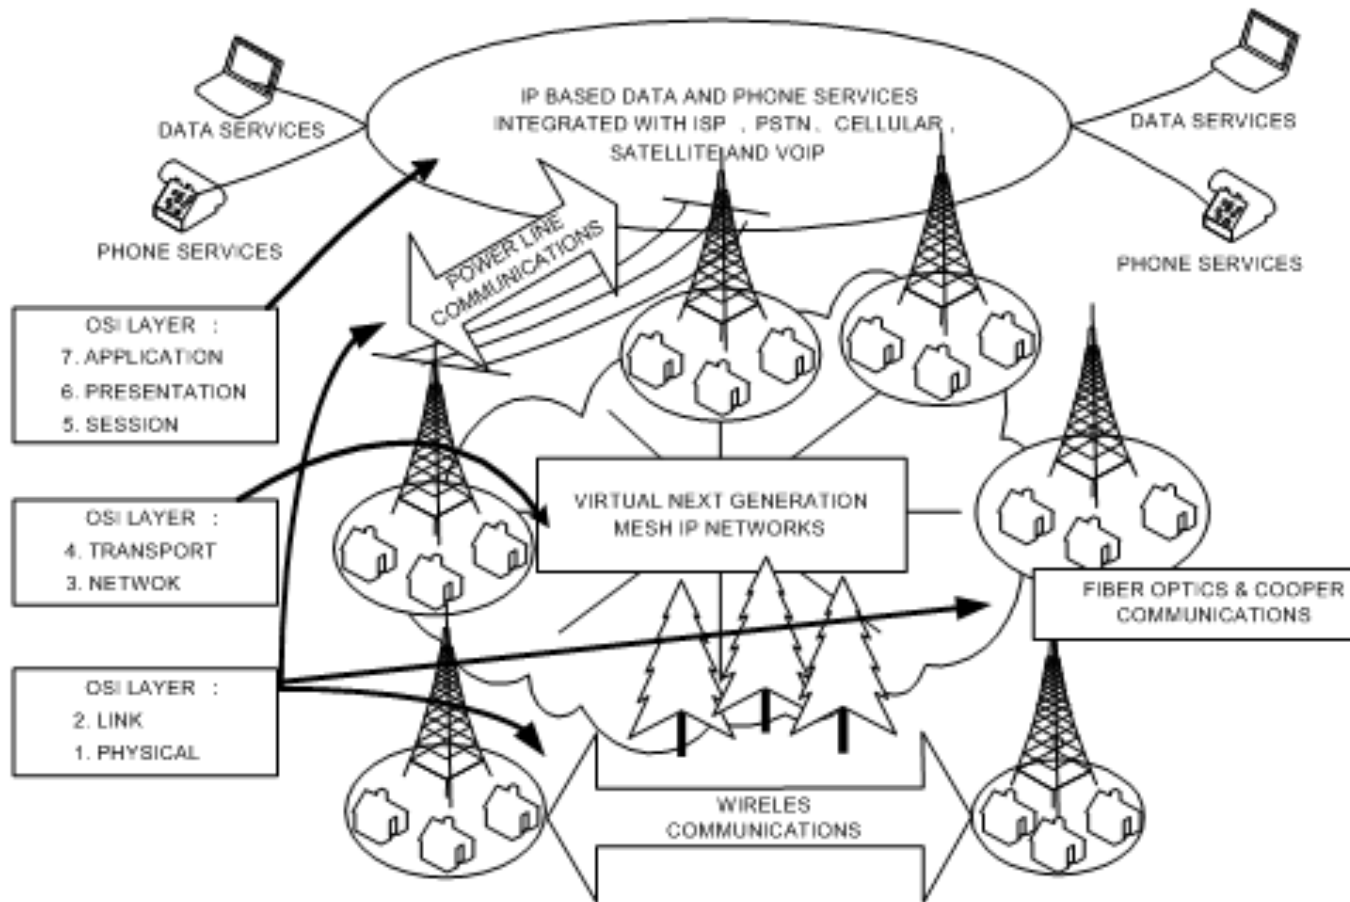 IP BASED DATA AND PHONE SERVICES
INTEGRATED WITH ISP , PSTN, CELLULAR ,
SATELLITE AND VOIP
DATA SERVICES
PHONE SERVICES
DATA SERVICES
PHONE SERVICES
POWER LINE
COMMUNICATIONS
OSI LAYER :
7. APPLICATION
6. PRESENTATION
5. SESSION
OSI LAYER :
4. TRANSPORT
3. NETWOK
VIRTUAL NEXT GENERATION
MESH IP NETWORKS
FIBER OPTICS & COOPER
COMMUNICATIONS
OSI LAYER :
2. LINK
1. PHYSICAL
WIRELES
COMMUNICATIONS